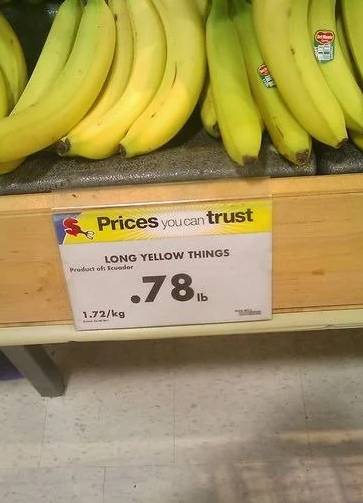 Prices you can trust
LONG YELLOW THINGS
Product of: Ecuador
.78 lb
1.72/kg